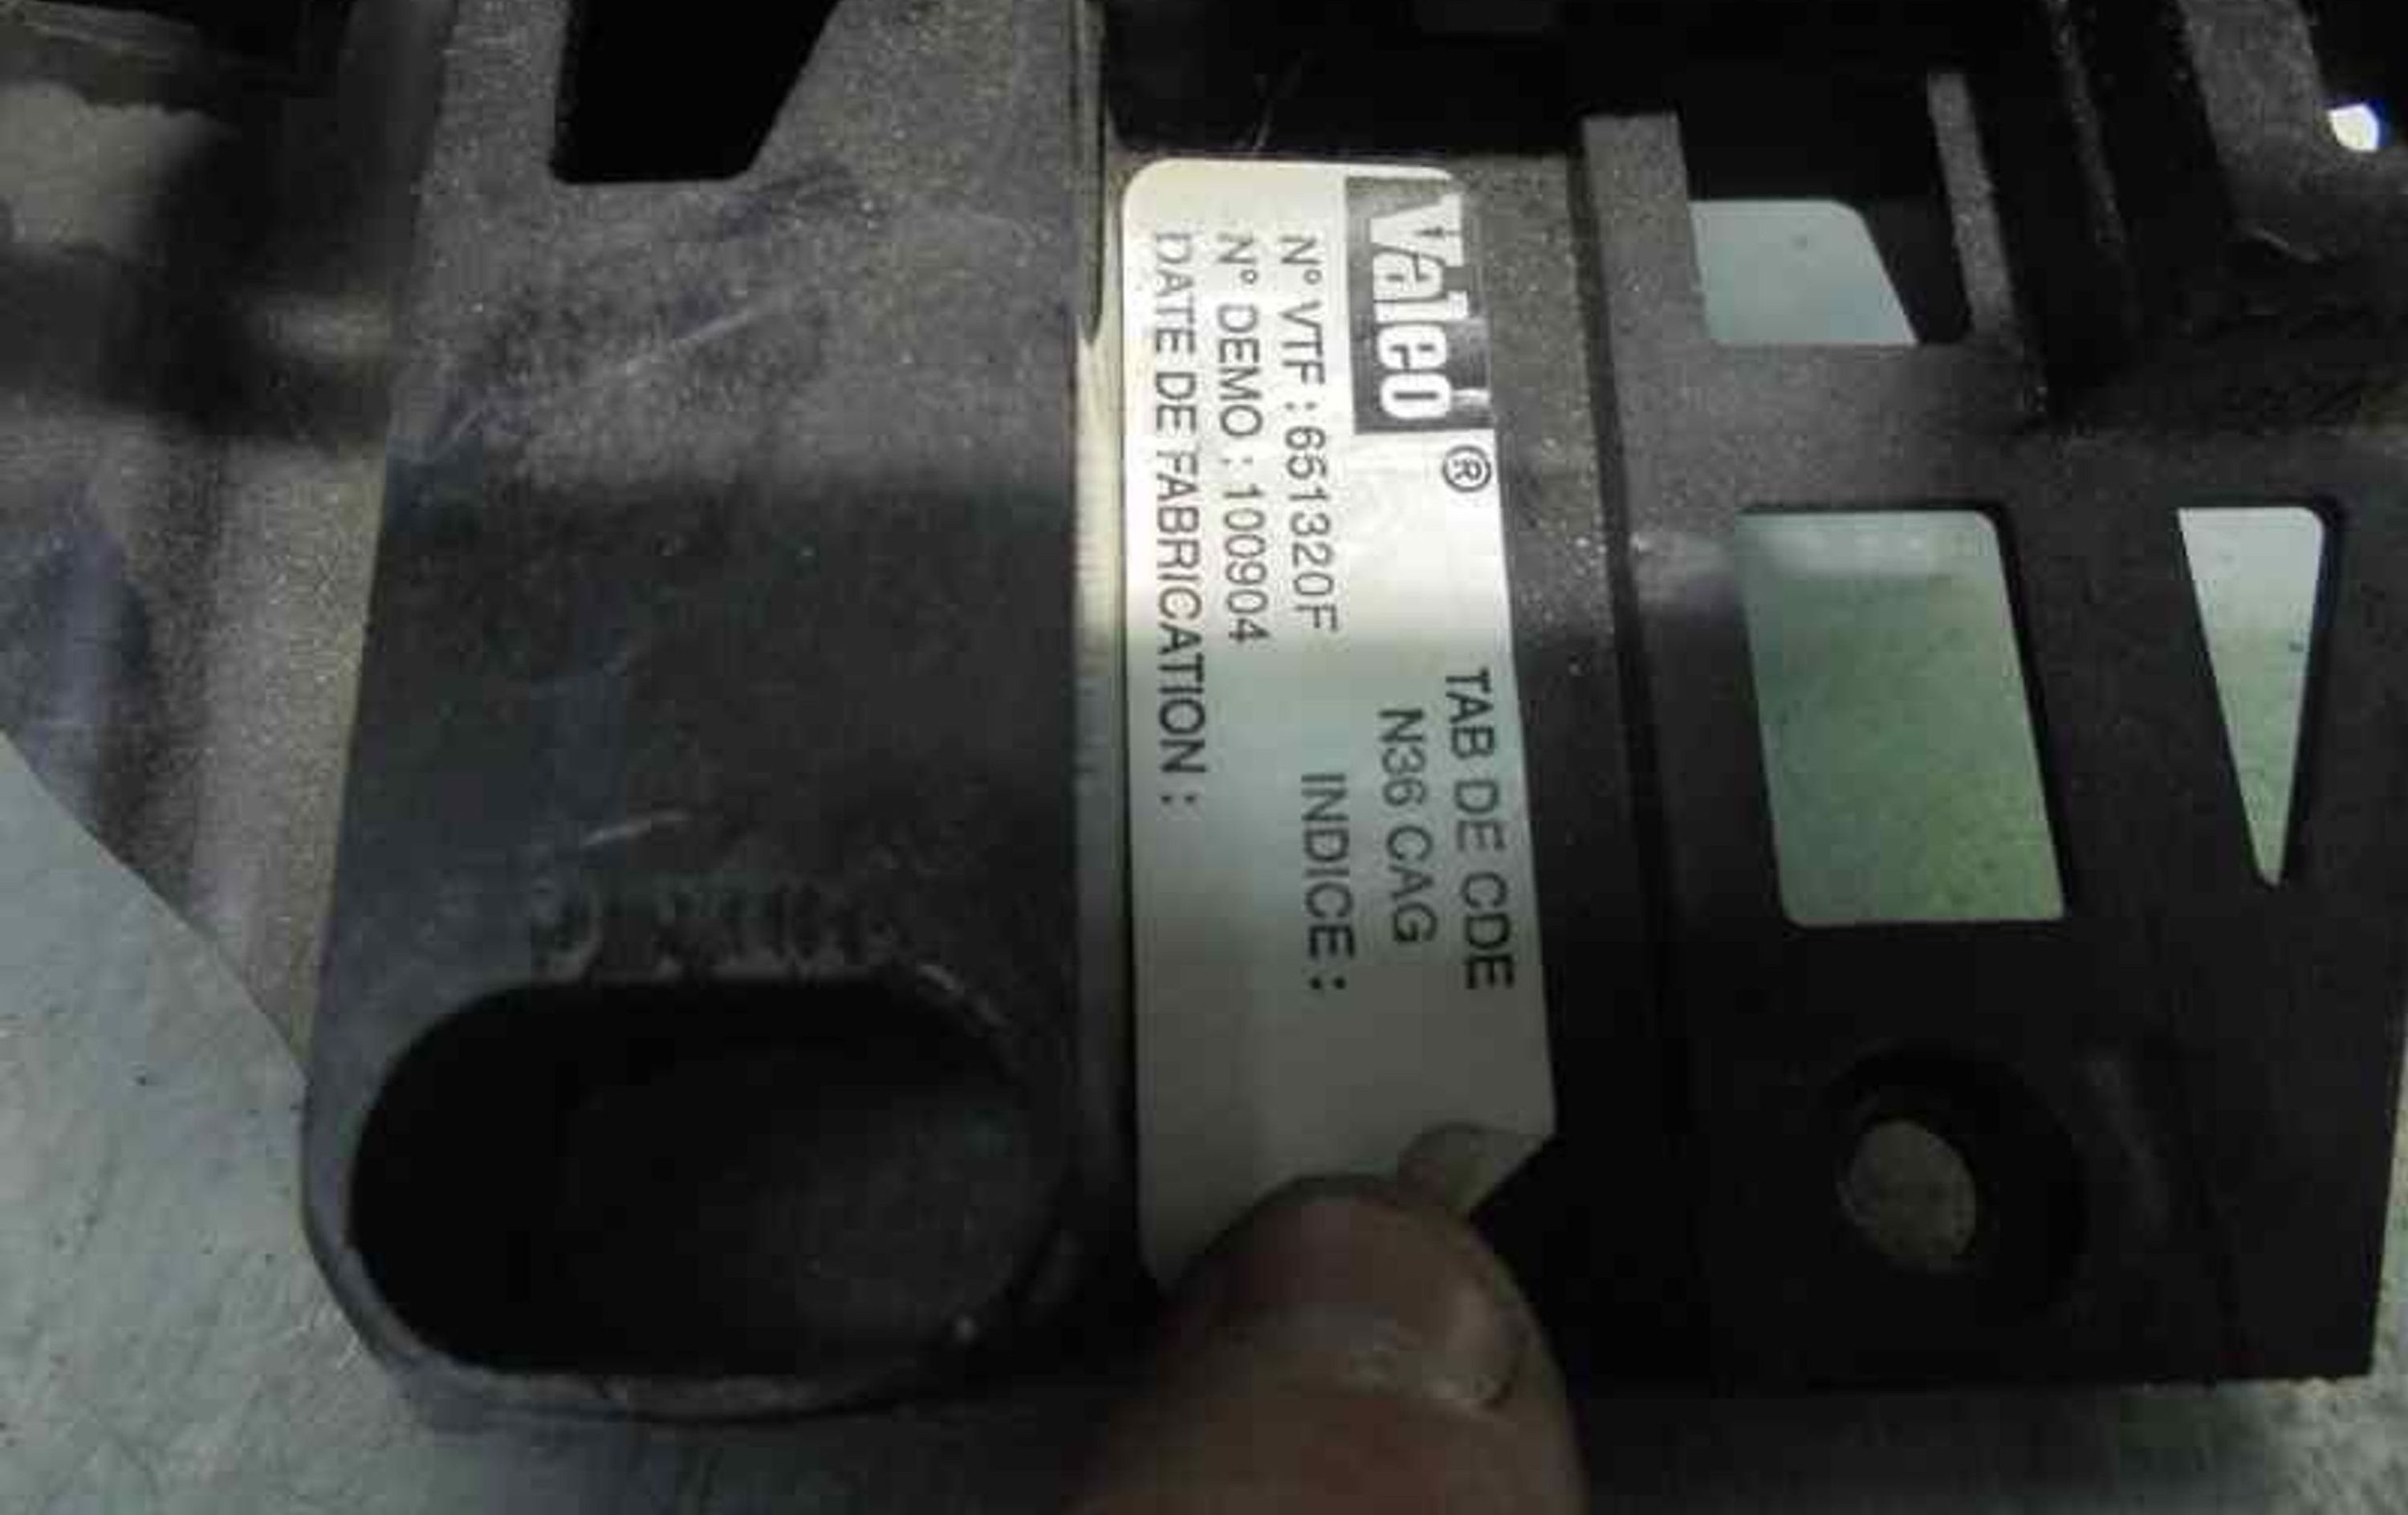 Valeo ®
TAB DE CDE
N36 CAG
N° VTF : 651320F
INDICE :
N° DEMO : 100904
DATE DE FABRICATION :